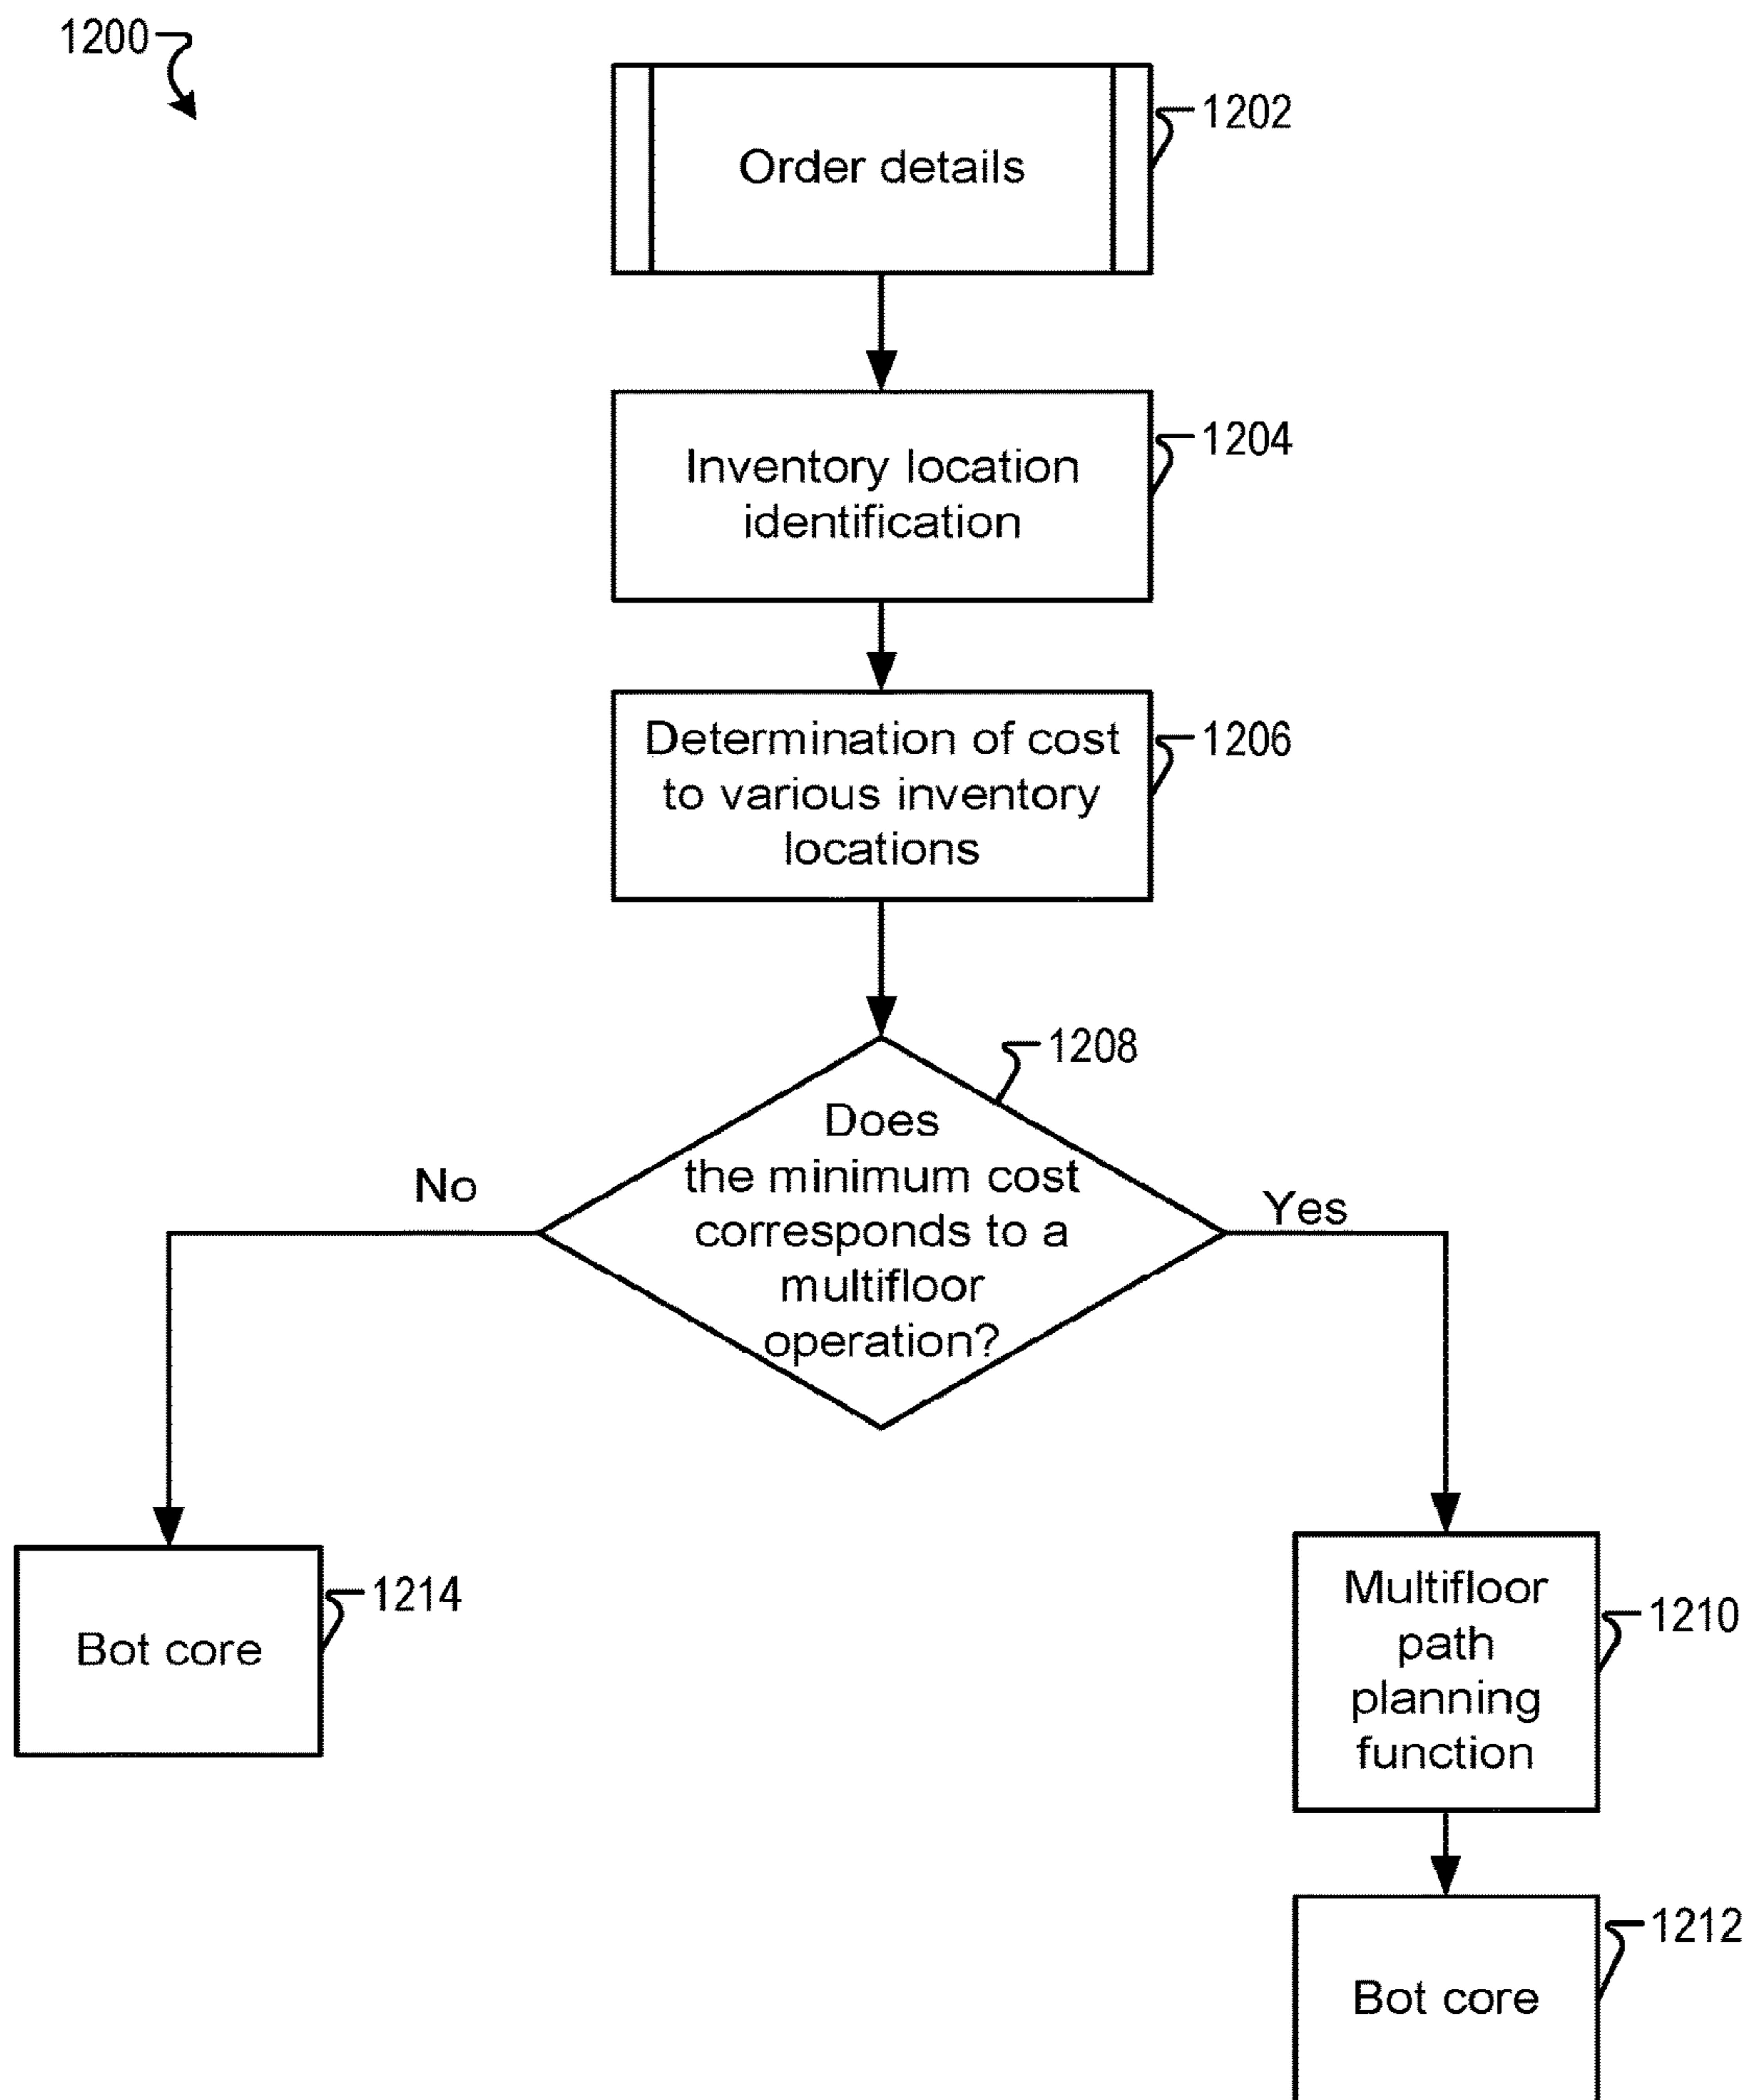 1200
Order details
1202
Inventory location
identification
1204
Determination of cost
to various inventory
locations
1206
1208
Does
the minimum cost
corresponds to a
multifloor
operation?
No
Yes
Bot core
1214
Multifloor
path
planning
function
1210
Bot core
1212